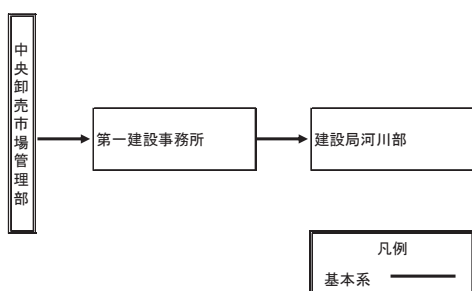 中央卸売市場管理部
第一建設事務所
建設局河川部
凡例
基本系